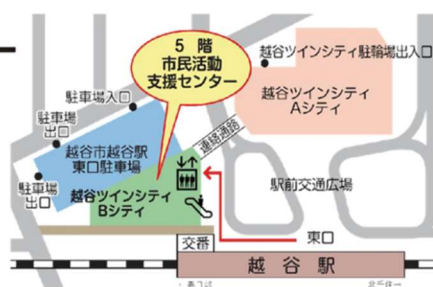 5 階
市民活動
支援センター
越谷ツインシティ駐輪場出入口
越谷ツインシティ
Aシティ
駐車場入口
駐車場
出口
連絡通路
越谷市越谷駅
東口駐車場
駐車場
出口
越谷ツインシティ
Bシティ
駅前交通広場
交番
東口
越谷駅